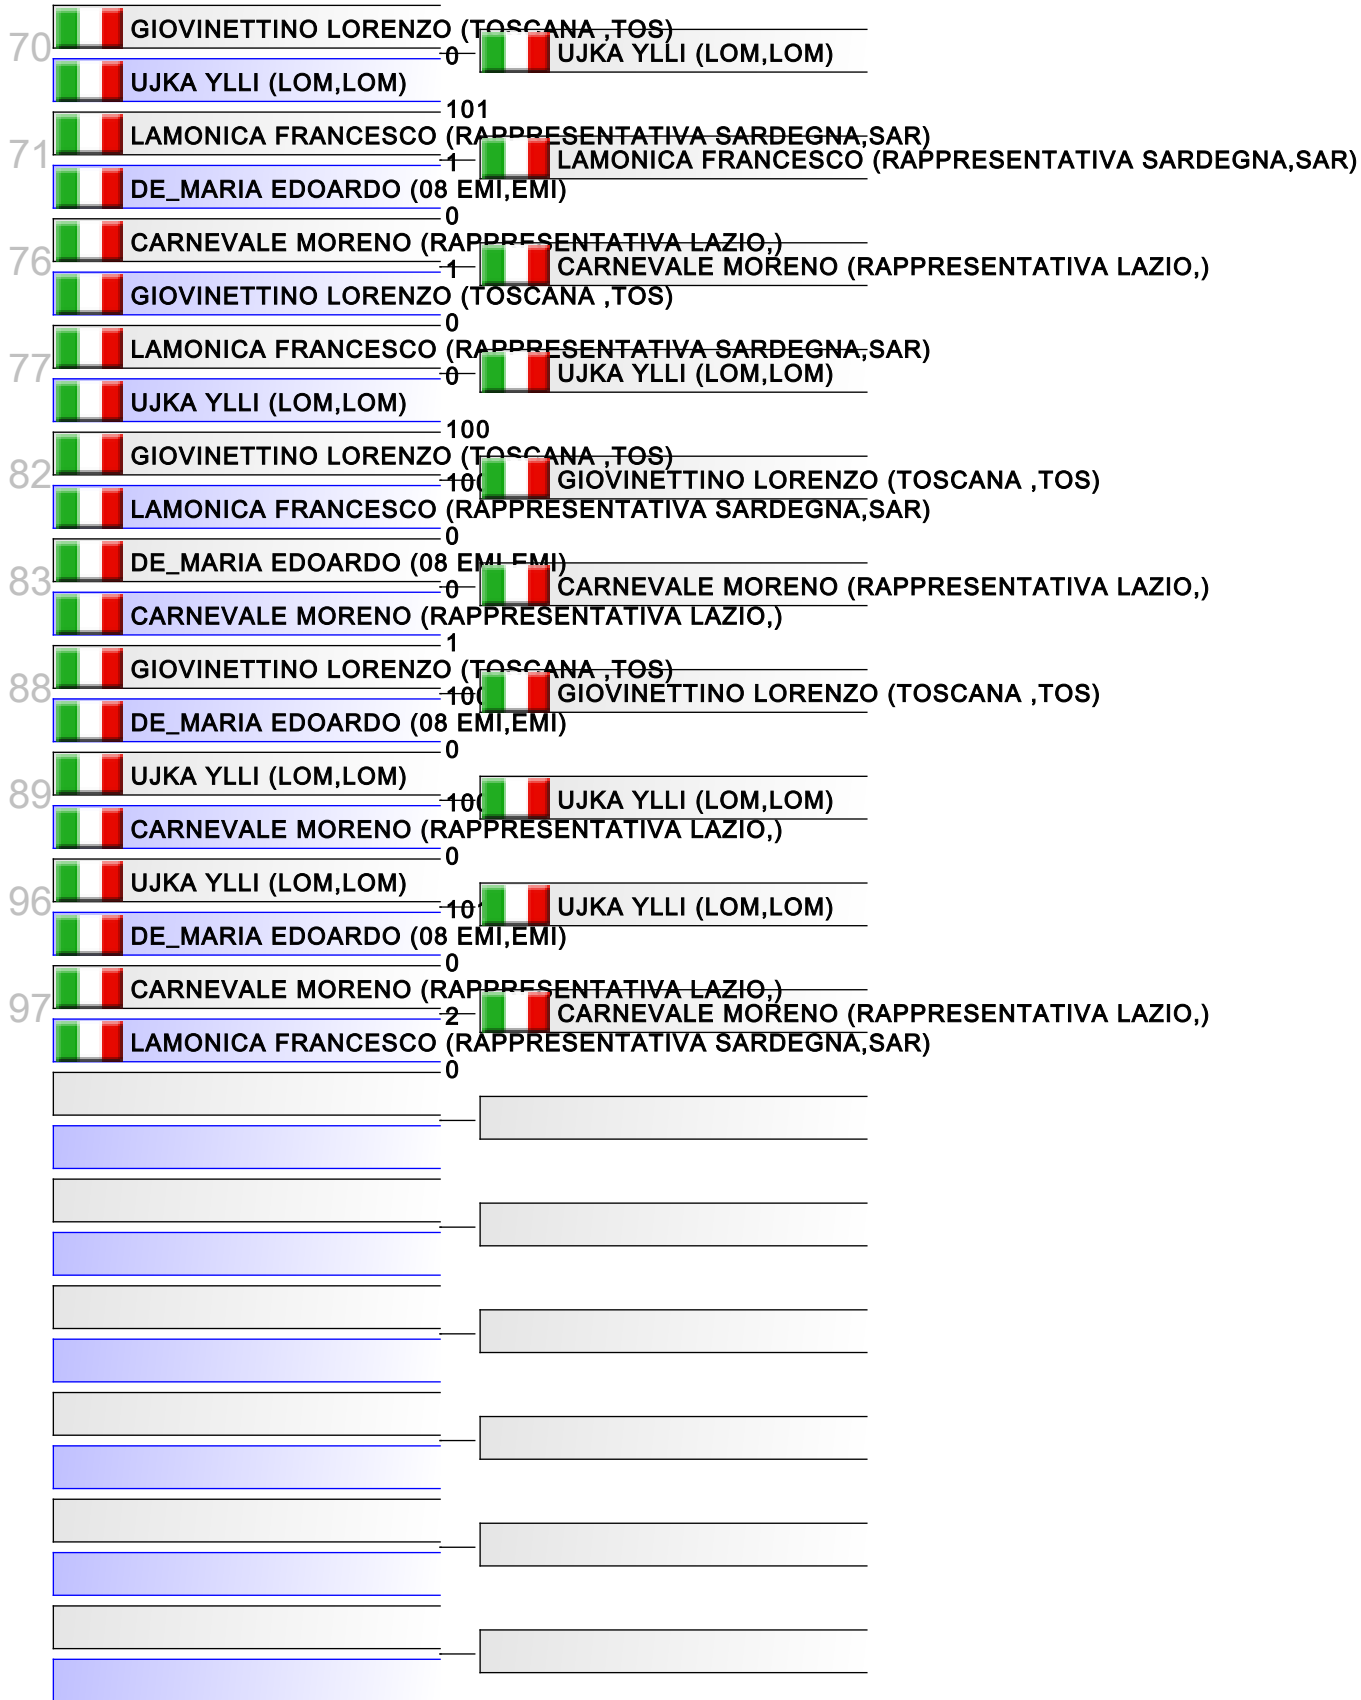 70
GIOVINETTINO LORENZO (TOSCANA ,TOS)
0
UJKA YLLI (LOM,LOM)
UJKA YLLI (LOM,LOM)
101
71
LAMONICA FRANCESCO (RAPPRESENTATIVA SARDEGNA,SAR)
1
LAMONICA FRANCESCO (RAPPRESENTATIVA SARDEGNA,SAR)
DE_MARIA EDOARDO (08 EMI,EMI)
0
76
CARNEVALE MORENO (RAPPRESENTATIVA LAZIO,)
1
CARNEVALE MORENO (RAPPRESENTATIVA LAZIO,)
GIOVINETTINO LORENZO (TOSCANA ,TOS)
0
77
LAMONICA FRANCESCO (RAPPRESENTATIVA SARDEGNA,SAR)
0
UJKA YLLI (LOM,LOM)
UJKA YLLI (LOM,LOM)
100
82
GIOVINETTINO LORENZO (TOSCANA ,TOS)
100
GIOVINETTINO LORENZO (TOSCANA ,TOS)
LAMONICA FRANCESCO (RAPPRESENTATIVA SARDEGNA,SAR)
0
83
DE_MARIA EDOARDO (08 EMI,EMI)
0
CARNEVALE MORENO (RAPPRESENTATIVA LAZIO,)
CARNEVALE MORENO (RAPPRESENTATIVA LAZIO,)
1
88
GIOVINETTINO LORENZO (TOSCANA ,TOS)
100
GIOVINETTINO LORENZO (TOSCANA ,TOS)
DE_MARIA EDOARDO (08 EMI,EMI)
0
89
UJKA YLLI (LOM,LOM)
100
UJKA YLLI (LOM,LOM)
CARNEVALE MORENO (RAPPRESENTATIVA LAZIO,)
0
96
UJKA YLLI (LOM,LOM)
101
UJKA YLLI (LOM,LOM)
DE_MARIA EDOARDO (08 EMI,EMI)
0
97
CARNEVALE MORENO (RAPPRESENTATIVA LAZIO,)
2
CARNEVALE MORENO (RAPPRESENTATIVA LAZIO,)
LAMONICA FRANCESCO (RAPPRESENTATIVA SARDEGNA,SAR)
0